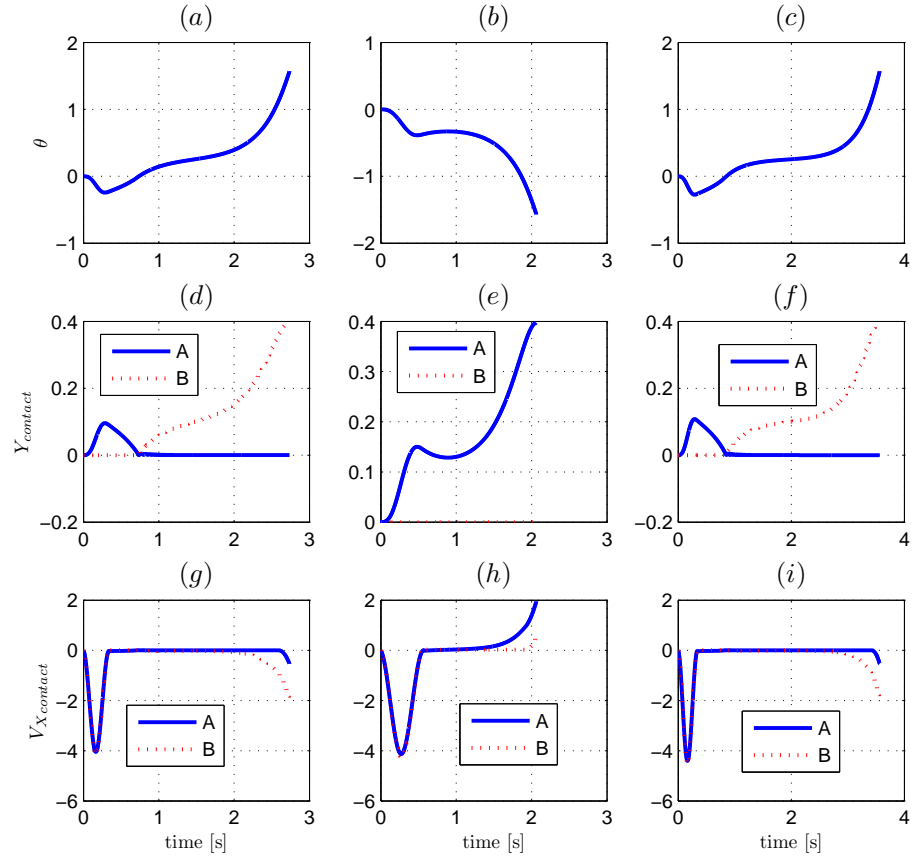 (a) (b) (c)
2 2
1 0 1
θ
0 −1 0
−1 −2 −1
0 1 2 3 0 1 2 3 0 2 4
(d) (e) (f)
0.4 0.4 0.4
A A A
B B B
0.3
0.2 0.2 0.2
Y_contact
0 0.1 0
−0.2 0 −0.2
0 1 2 3 0 1 2 3 0 2 4
(g) (h) (i)
2 2 2
0 0 0
−2 −2 −2
V_Xcontact
A A A
−4 −4 −4
B B B
−6 −6 −6
0 1 2 3 0 1 2 3 0 2 4
time [s] time [s] time [s]